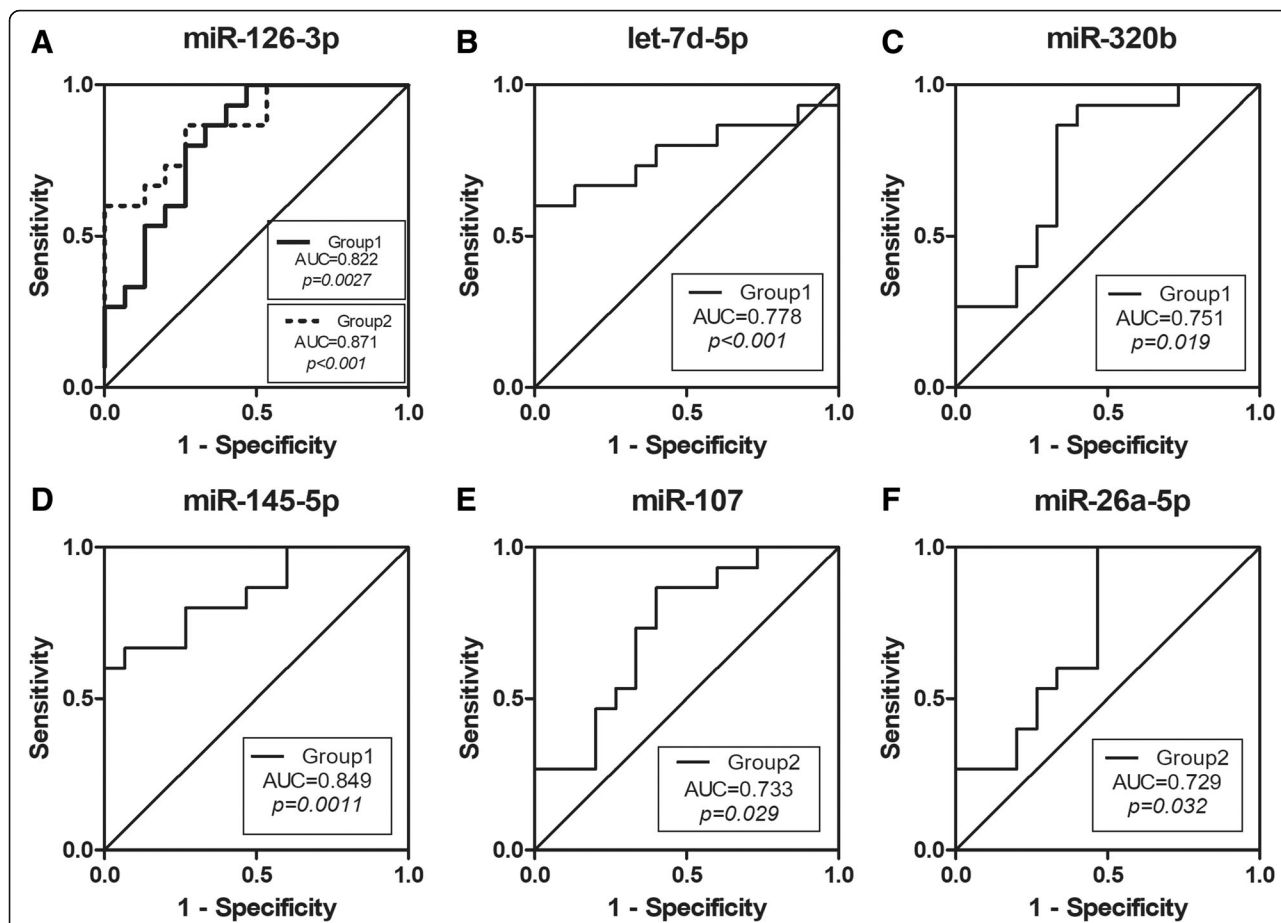 A
miR-126-3p
1.0
0.5
0.0
Sensitivity
Group1
AUC=0.822
p=0.0027
Group2
AUC=0.871
p<0.001
0.0
0.5
1.0
1 - Specificity
B
let-7d-5p
1.0
0.5
0.0
Sensitivity
Group1
AUC=0.778
p<0.001
0.0
0.5
1.0
1 - Specificity
C
miR-320b
1.0
0.5
0.0
Sensitivity
Group1
AUC=0.751
p=0.019
0.0
0.5
1.0
1 - Specificity
D
miR-145-5p
1.0
0.5
0.0
Sensitivity
Group1
AUC=0.849
p=0.0011
0.0
0.5
1.0
1 - Specificity
E
miR-107
1.0
0.5
0.0
Sensitivity
Group2
AUC=0.733
p=0.029
0.0
0.5
1.0
1 - Specificity
F
miR-26a-5p
1.0
0.5
0.0
Sensitivity
Group2
AUC=0.729
p=0.032
0.0
0.5
1.0
1 - Specificity